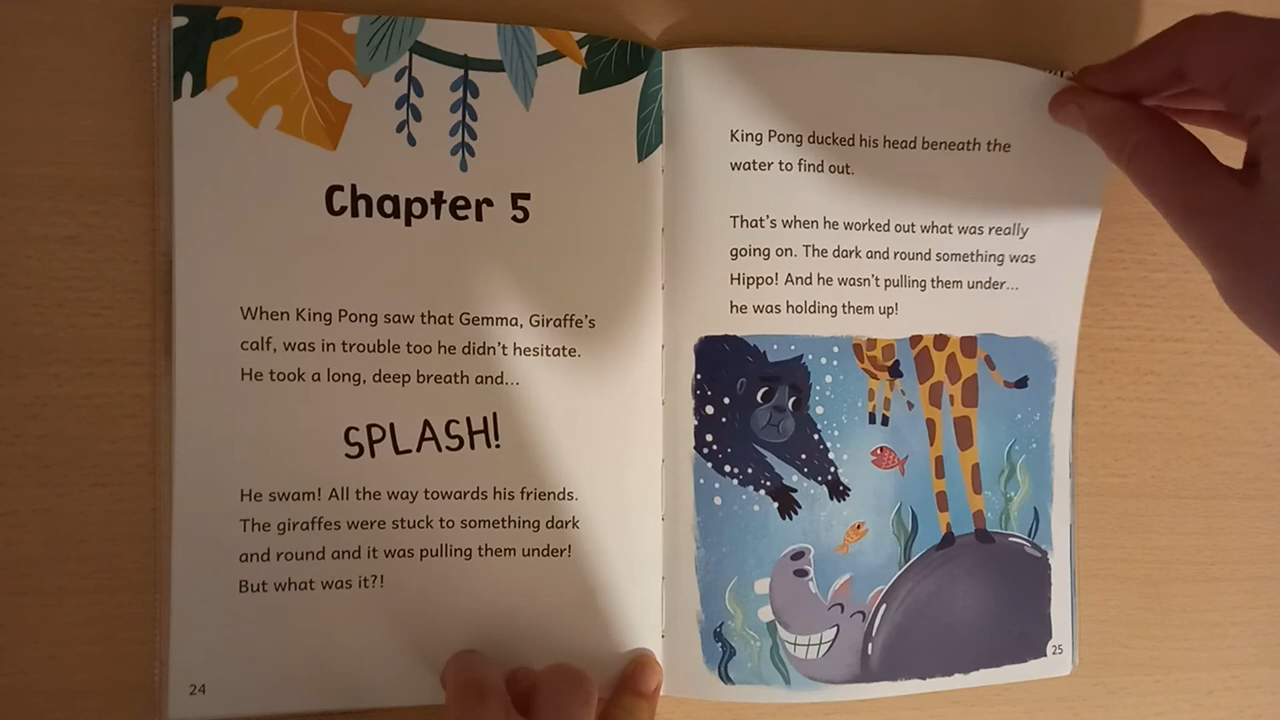 Chapter 5
When King Pong saw that Gemma, Giraffe's
calf, was in trouble too he didn't hesitate.
He took a long, deep breath and...
SPLASH!
He swam! All the way towards his friends.
The giraffes were stuck to something dark
and round and it was pulling them under!
But what was it?!
24
King Pong ducked his head beneath the
water to find out.
That's when he worked out what was really
going on. The dark and round something was
Hippo! And he wasn't pulling them under...
he was holding them up!
25